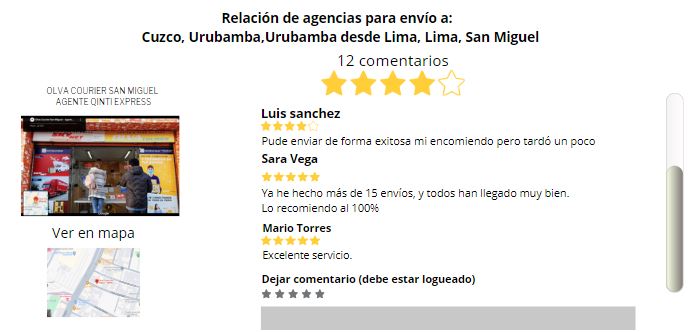 Relación de agencias para envío a:
Cuzco, Urubamba,Urubamba desde Lima, Lima, San Miguel
12 comentarios
OLVA COURIER SAN MIGUEL
AGENTE QINTI EXPRESS
Ver en mapa
Luis sanchez
Pude enviar de forma exitosa mi encomiendo pero tardó un poco
Sara Vega
Ya he hecho más de 15 envíos, y todos han llegado muy bien.
Lo recomiendo al 100%
Mario Torres
Excelente servicio.
Dejar comentario (debe estar logueado)